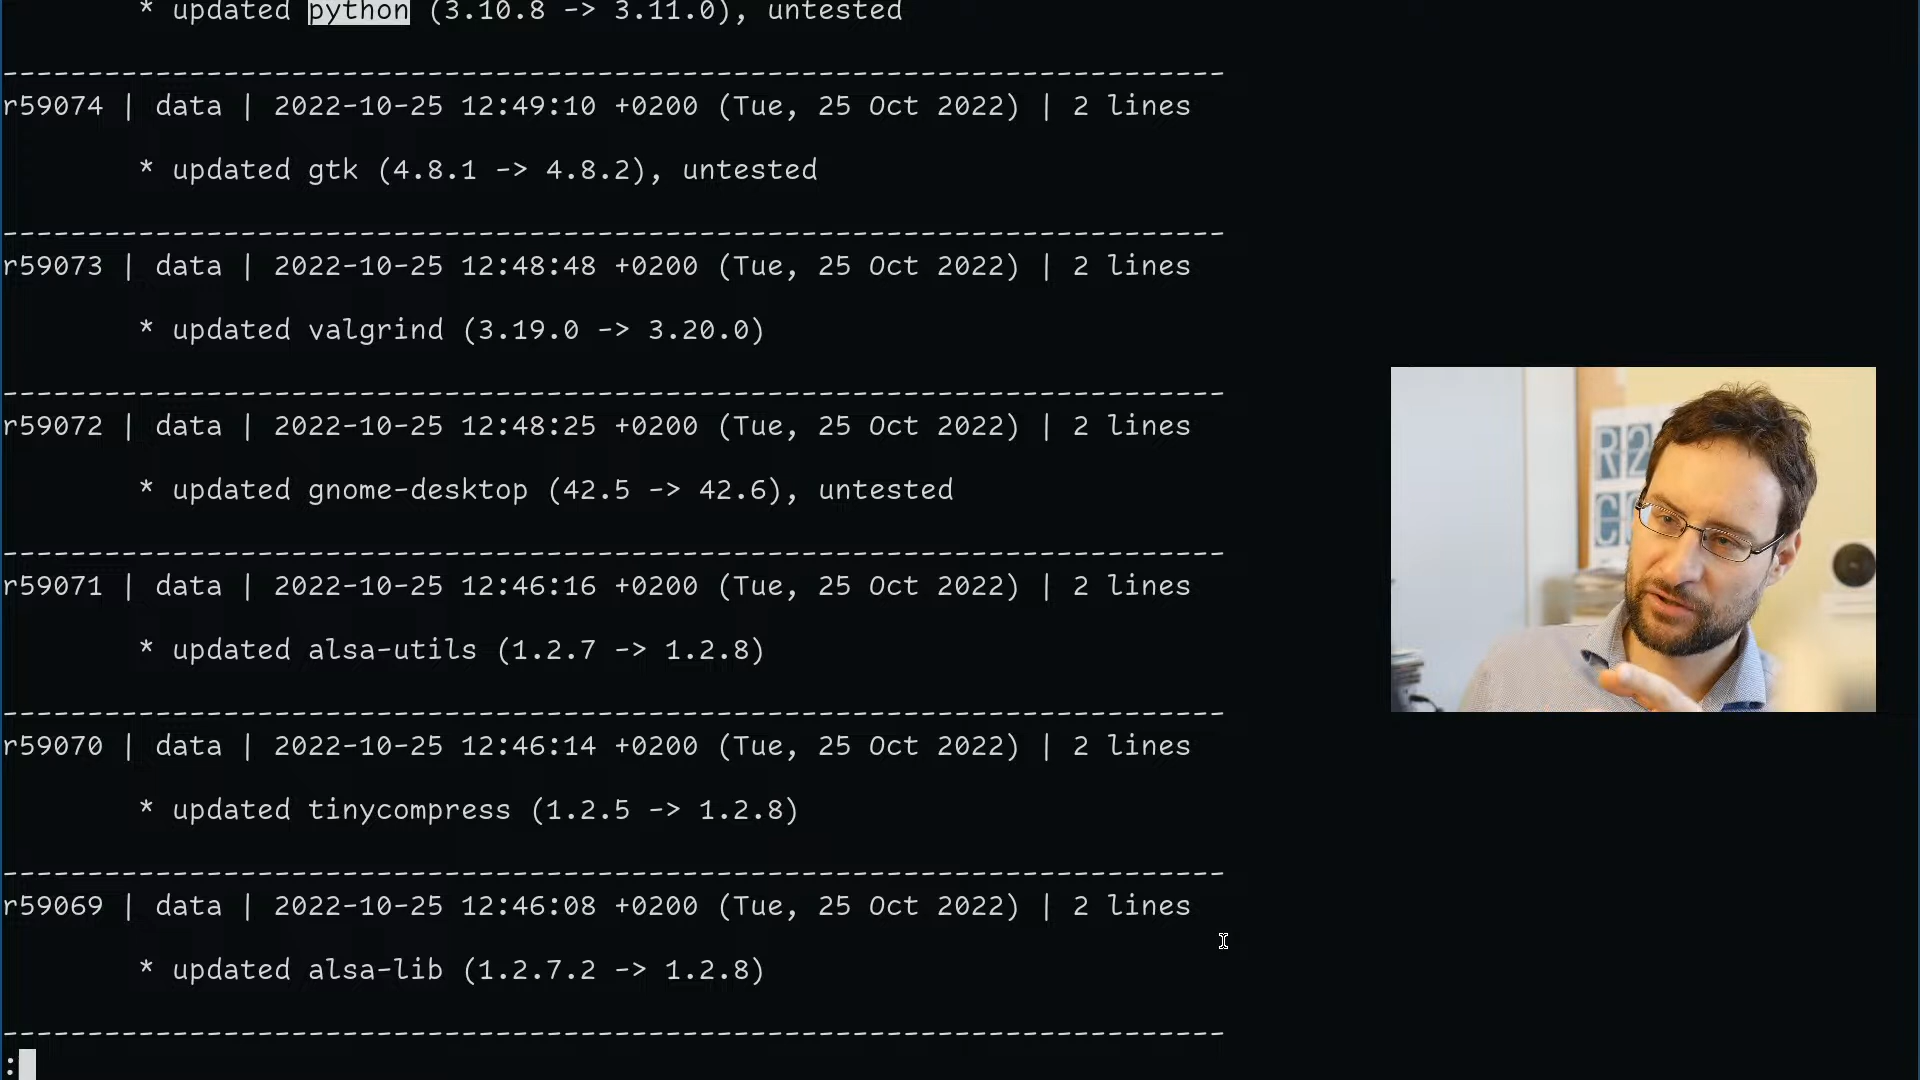 * updated python (3.10.8 -> 3.11.0), untested
------------------------------------------------------------------------
r59074 | data | 2022-10-25 12:49:10 +0200 (Tue, 25 Oct 2022) | 2 lines
* updated gtk (4.8.1 -> 4.8.2), untested
------------------------------------------------------------------------
r59073 | data | 2022-10-25 12:48:48 +0200 (Tue, 25 Oct 2022) | 2 lines
* updated valgrind (3.19.0 -> 3.20.0)
------------------------------------------------------------------------
r59072 | data | 2022-10-25 12:48:25 +0200 (Tue, 25 Oct 2022) | 2 lines
* updated gnome-desktop (42.5 -> 42.6), untested
------------------------------------------------------------------------
r59071 | data | 2022-10-25 12:46:16 +0200 (Tue, 25 Oct 2022) | 2 lines
* updated alsa-utils (1.2.7 -> 1.2.8)
------------------------------------------------------------------------
r59070 | data | 2022-10-25 12:46:14 +0200 (Tue, 25 Oct 2022) | 2 lines
* updated tinycompress (1.2.5 -> 1.2.8)
------------------------------------------------------------------------
r59069 | data | 2022-10-25 12:46:08 +0200 (Tue, 25 Oct 2022) | 2 lines
* updated alsa-lib (1.2.7.2 -> 1.2.8)
------------------------------------------------------------------------
:
R2